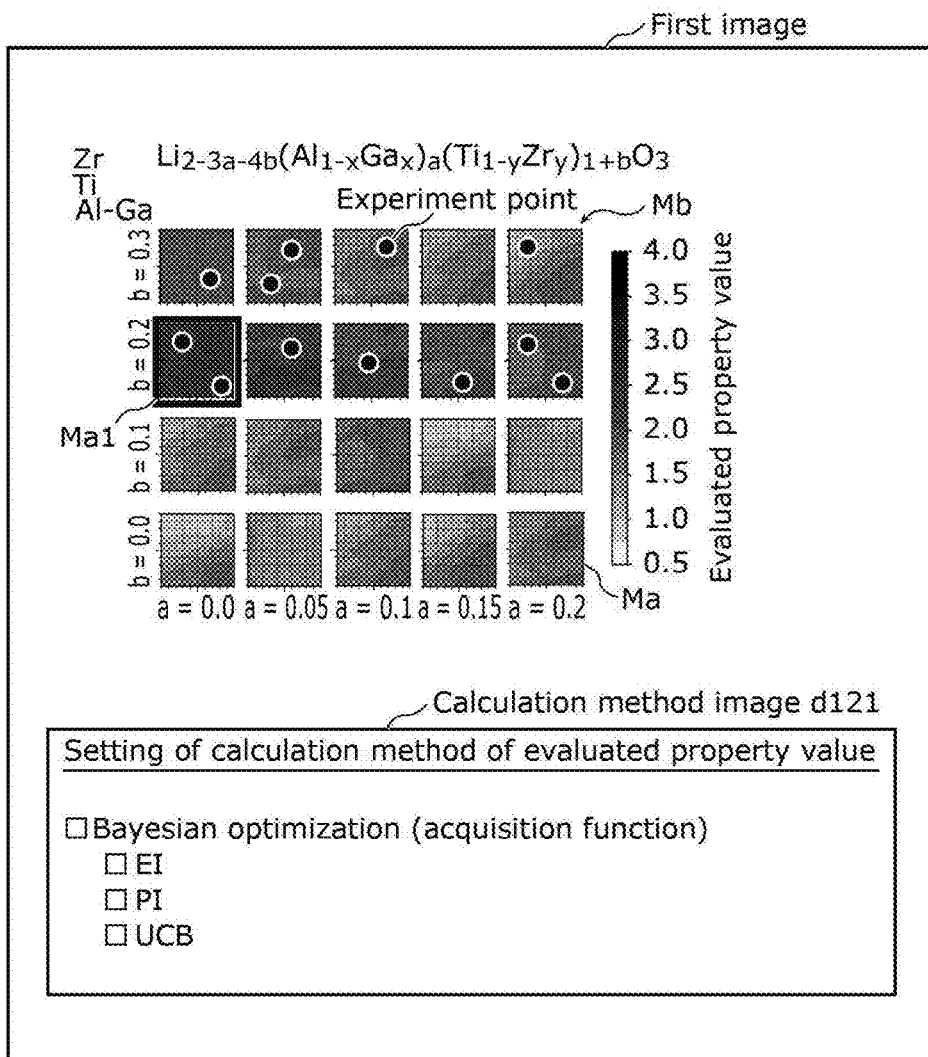 First image
Li2-3a-4b(Al1-xGax)a(Ti1-yZry)1+bO3
Zr
Ti
Al-Ga
Experiment point
Mb
b = 0.3
b = 0.2
b = 0.1
b = 0.0
Ma1
4.0
3.5
3.0
2.5
2.0
1.5
1.0
0.5
Evaluated property value
a = 0.0 a = 0.05 a = 0.1 a = 0.15 a = 0.2
Ma
Calculation method image d121
Setting of calculation method of evaluated property value
☐ Bayesian optimization (acquisition function)
☐ EI
☐ PI
☐ UCB